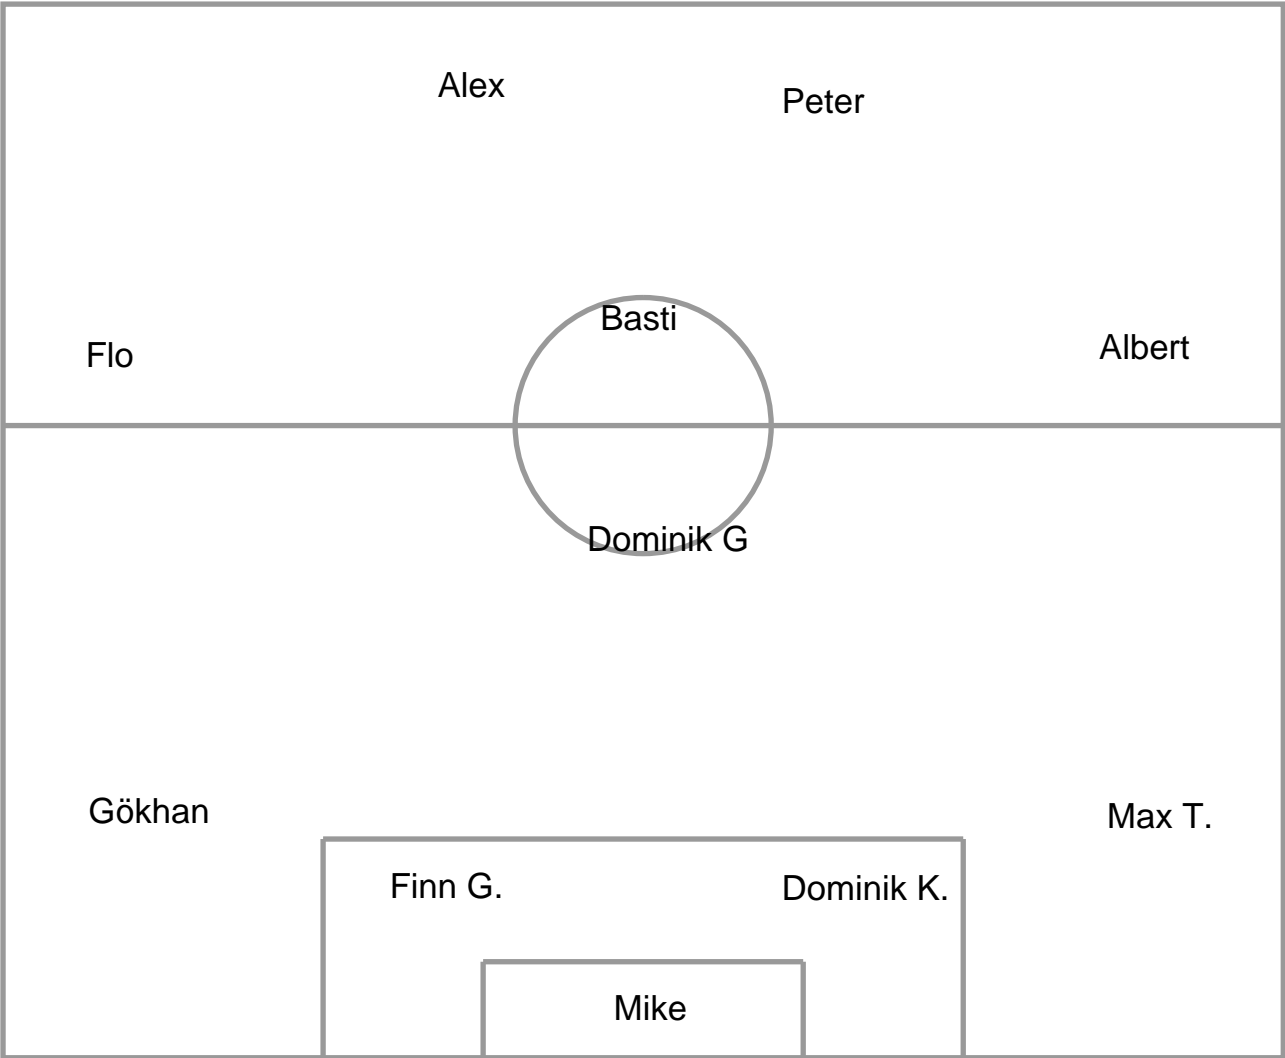 Alex
Peter
Basti
Flo
Albert
Dominik G
Gökhan
Max T.
Finn G.
Dominik K.
Mike